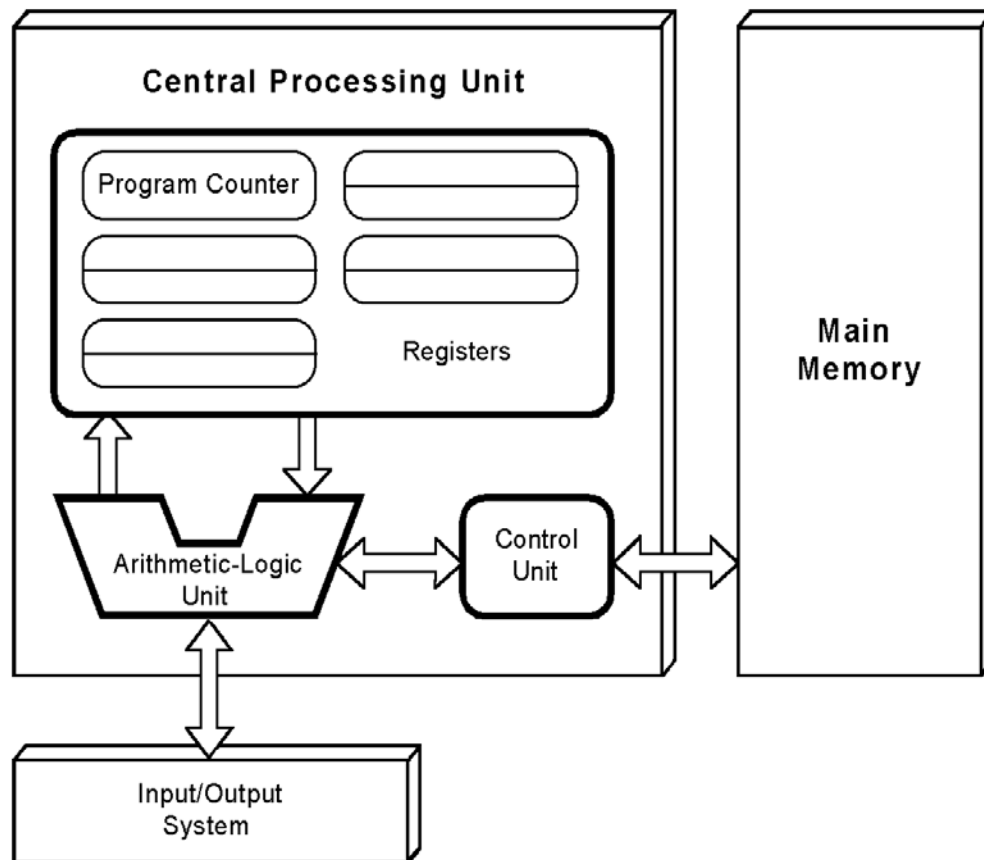 Central Processing Unit
Program Counter
Registers
Main
Memory
Arithmetic-Logic
Unit
Control
Unit
Input/Output
System